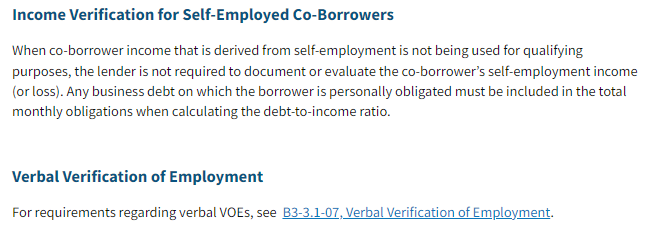 Income Verification for Self-Employed Co-Borrowers
When co-borrower income that is derived from self-employment is not being used for qualifying
purposes, the lender is not required to document or evaluate the co-borrower's self-employment income
(or loss). Any business debt on which the borrower is personally obligated must be included in the total
monthly obligations when calculating the debt-to-income ratio.
Verbal Verification of Employment
For requirements regarding verbal VOEs, see B3-3.1-07, Verbal Verification of Employment.